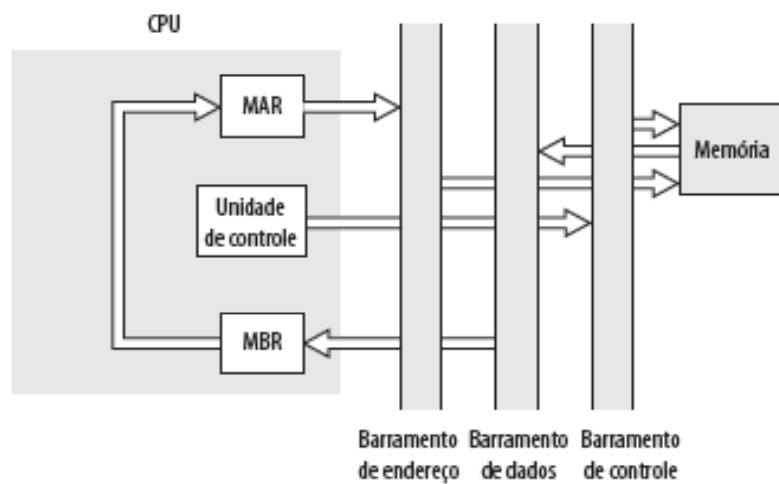 CPU
MAR
Memória
Unidade
de controle
MBR
Barramento
de endereço
Barramento
de dados
Barramento
de controle